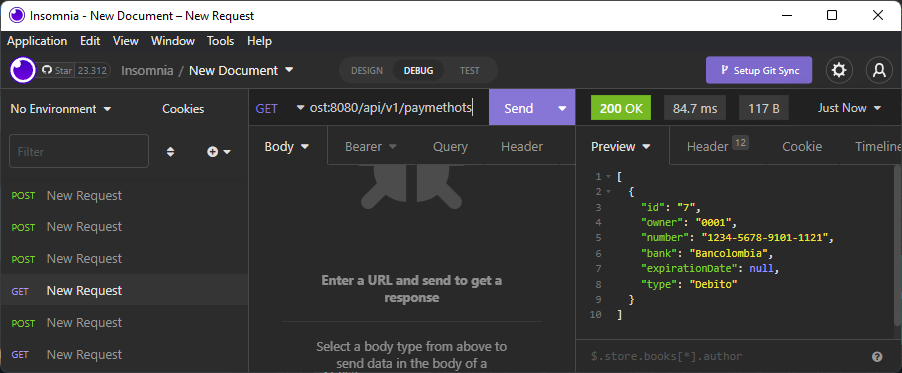 Insomnia - New Document – New Request
Application Edit View Window Tools Help
Star 23.312 Insomnia / New Document DESIGN DEBUG TEST Setup Git Sync
No Environment Cookies
Filter
POST New Request
POST New Request
POST New Request
GET New Request
POST New Request
GET New Request
GET ost:8080/api/v1/paymethots Send
Body Bearer Query Header
Enter a URL and send to get a
response
Select a body type from above to
send data in the body of a
200 OK 84.7 ms 117 B Just Now
Preview Header 12 Cookie Timeline
1 [
2 {
3 "id": "7",
4 "owner": "0001",
5 "number": "1234-5678-9101-1121",
6 "bank": "Bancolombia",
7 "expirationDate": null,
8 "type": "Debito"
9 }
10 ]
$.store.books[*].author